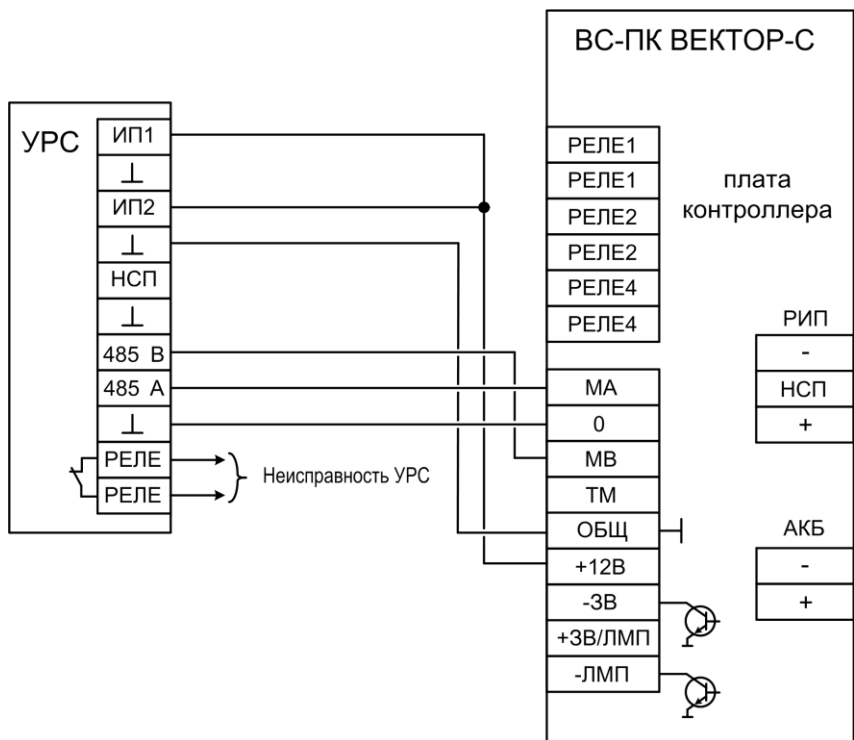 ВС-ПК ВЕКТОР-С
УРС
ИП1
⊥
ИП2
⊥
НСП
⊥
485 В
485 А
⊥
РЕЛЕ
РЕЛЕ
Неисправность УРС
РЕЛЕ1
РЕЛЕ1
РЕЛЕ2
РЕЛЕ2
РЕЛЕ4
РЕЛЕ4
плата
контроллера
МА
0
МВ
ТМ
ОБЩ
+12В
-ЗВ
+ЗВ/ЛМП
-ЛМП
РИП
-
НСП
+
АКБ
-
+